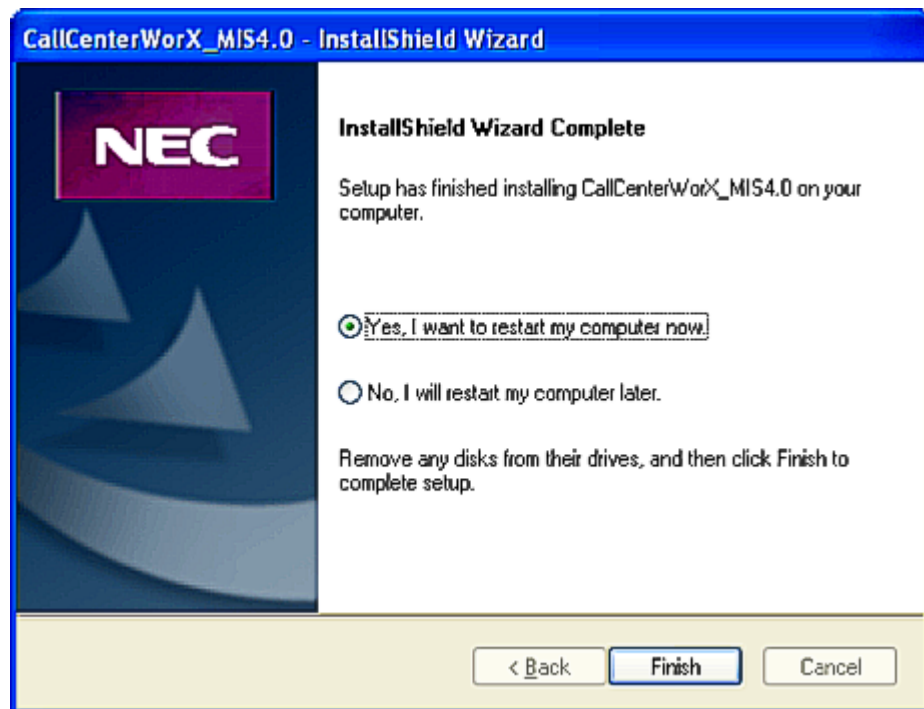 CallCenterWorX_MIS4.0 - InstallShield Wizard
NEC
InstallShield Wizard Complete
Setup has finished installing CallCenterWorX_MIS4.0 on your
computer.
Yes, I want to restart my computer now.
No, I will restart my computer later.
Remove any disks from their drives, and then click Finish to
complete setup.
< Back
Finish
Cancel